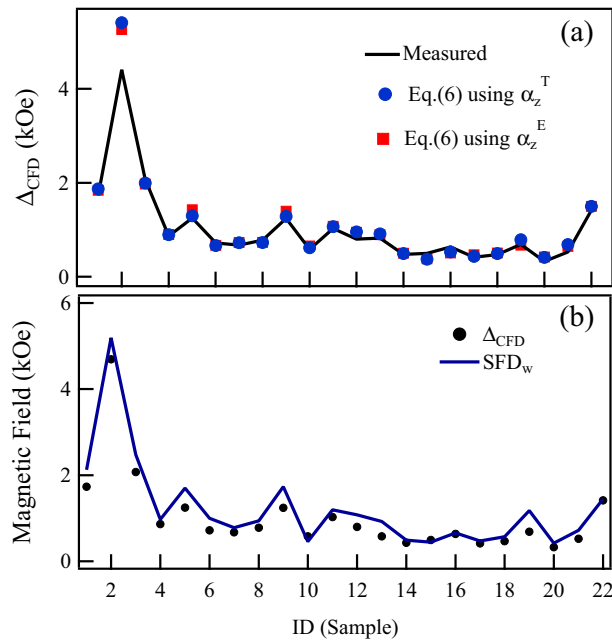 (a)
Measured
Eq.(6) using α_z^T
Eq.(6) using α_z^E
Δ_CFD (kOe)
4
2
0
(b)
Δ_CFD
SFD_w
Magnetic Field (kOe)
6
4
2
0
2 4 6 8 10 12 14 16 18 20 22
ID (Sample)